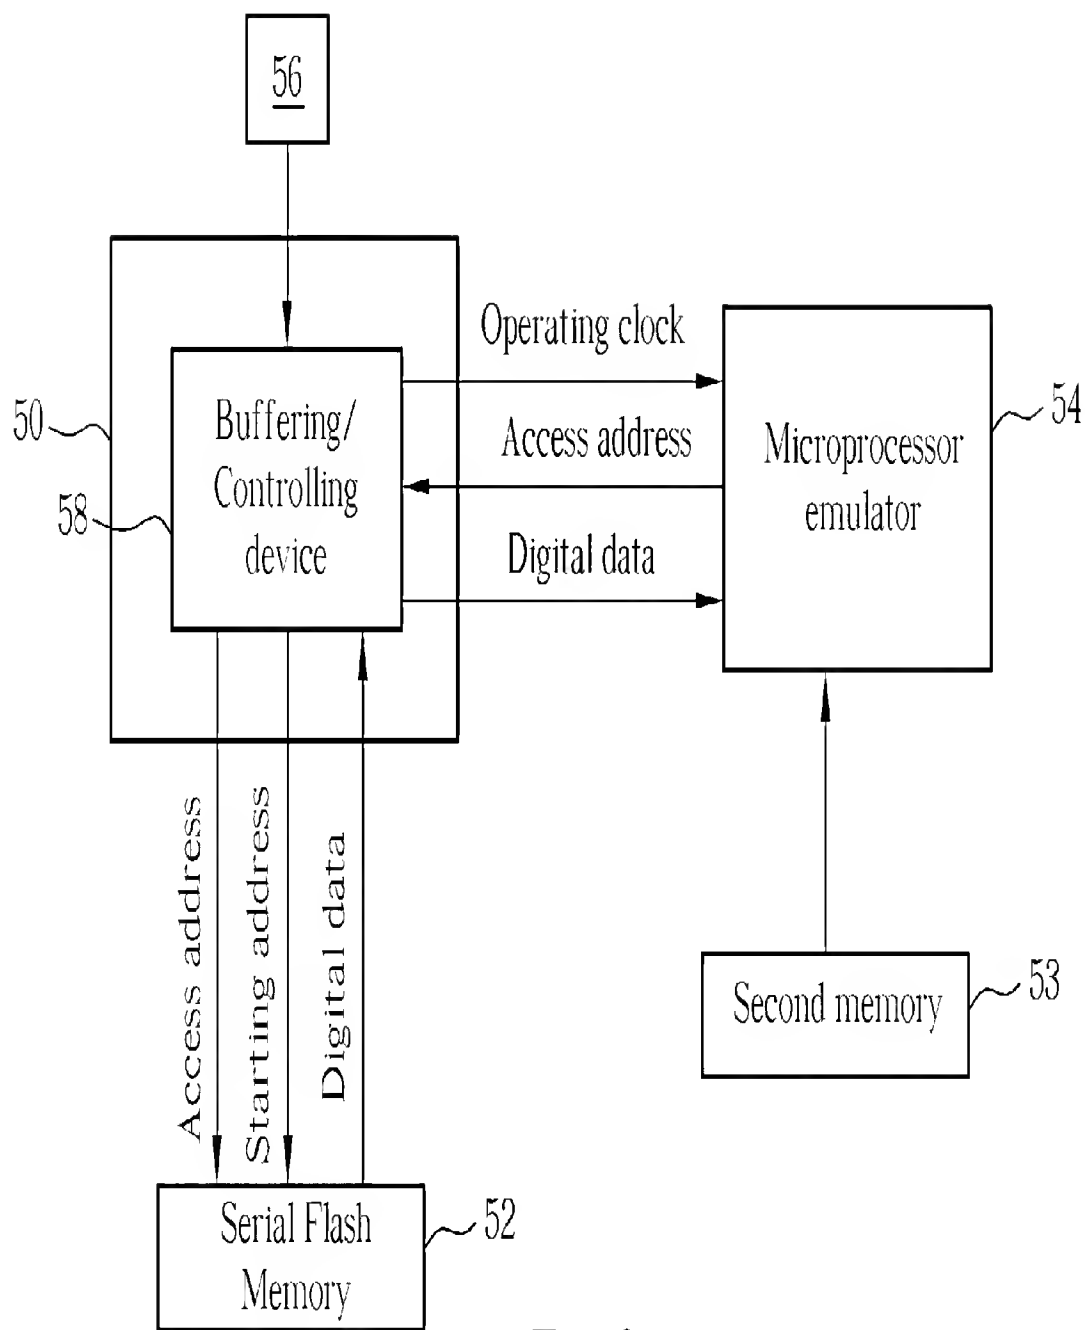 56
Operating clock
50
Buffering/
Controlling
device
58
Access address
Digital data
Microprocessor
emulator
54
Access address
Starting address
Digital data
Second memory
53
Serial Flash
Memory
52